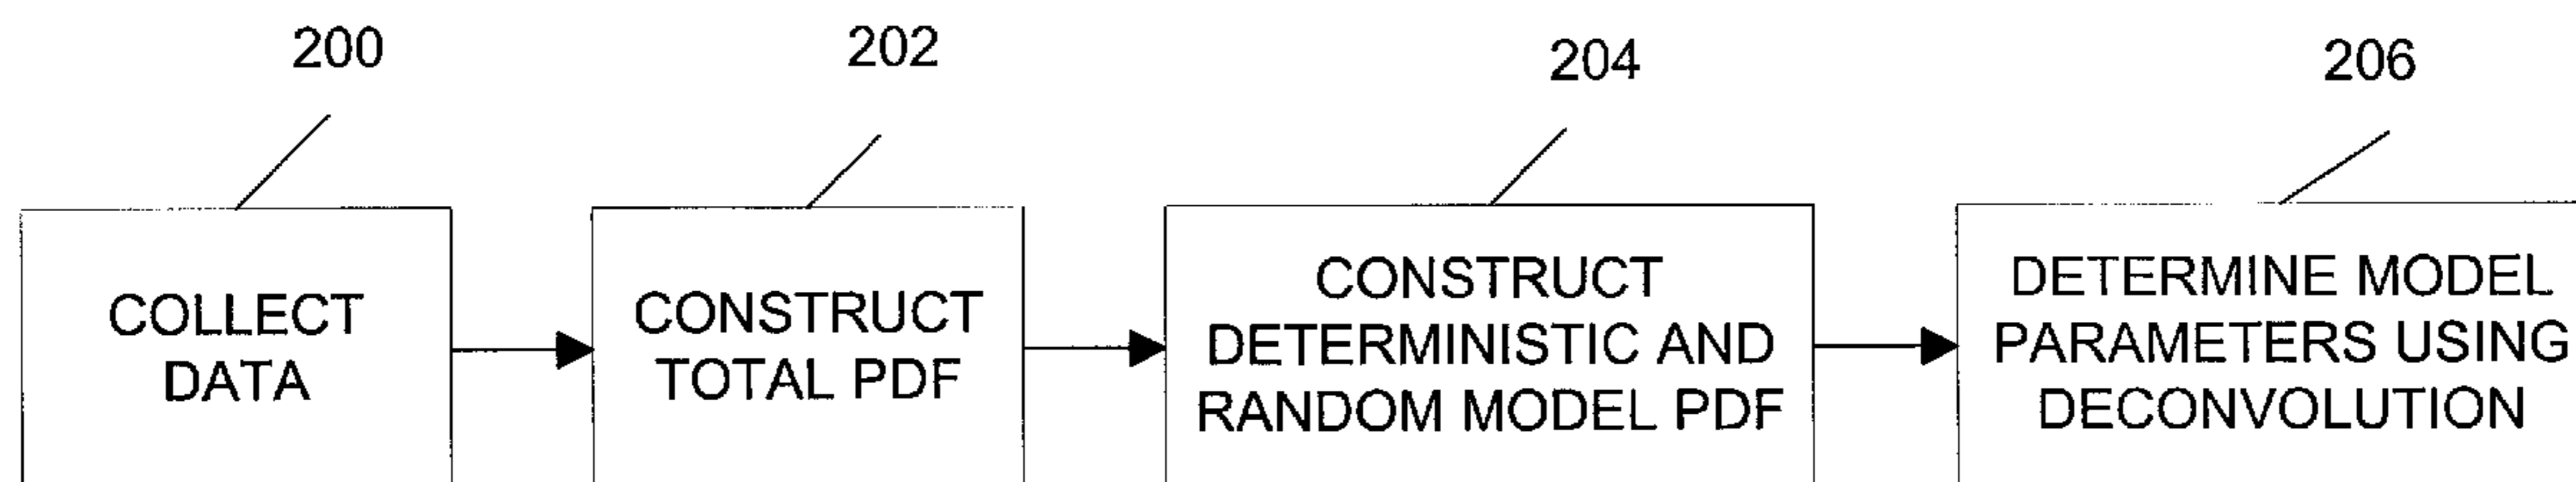 200
202
204
206
COLLECT
DATA
CONSTRUCT
TOTAL PDF
CONSTRUCT
DETERMINISTIC AND
RANDOM MODEL PDF
DETERMINE MODEL
PARAMETERS USING
DECONVOLUTION